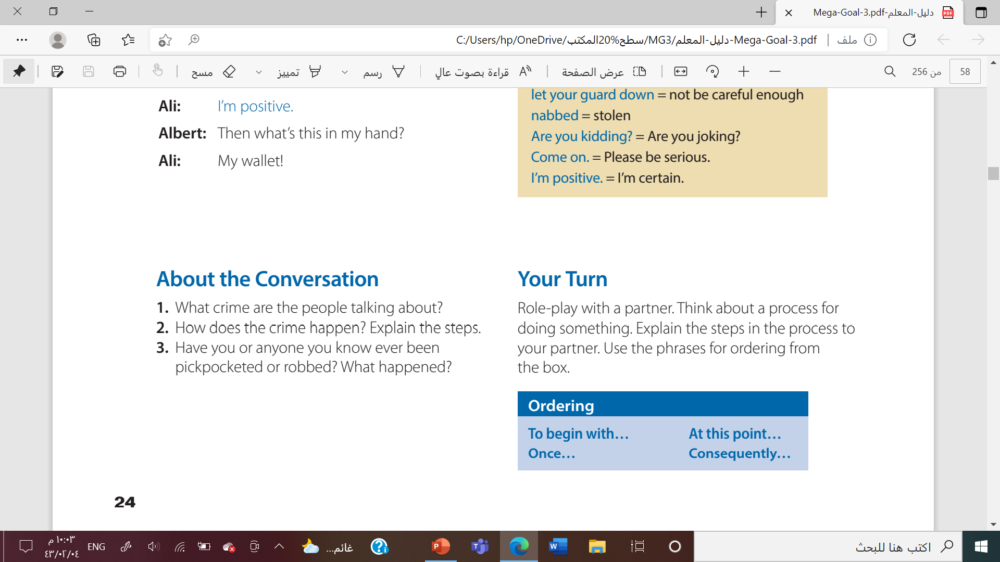 دليل-المعلم-Mega-Goal-3.pdf
ملف
C:/Users/hp/OneDrive/سطح%20المكتب/MG3/دليل-المعلم-Mega-Goal-3.pdf
58
من 256
عرض الصفحة
قراءة بصوت عالٍ
رسم
تمييز
مسح
Ali: I'm positive.
Albert: Then what's this in my hand?
Ali: My wallet!
let your guard down = not be careful enough
nabbed = stolen
Are you kidding? = Are you joking?
Come on. = Please be serious.
I'm positive. = I'm certain.
About the Conversation
1. What crime are the people talking about?
2. How does the crime happen? Explain the steps.
3. Have you or anyone you know ever been
pickpocketed or robbed? What happened?
Your Turn
Role-play with a partner. Think about a process for
doing something. Explain the steps in the process to
your partner. Use the phrases for ordering from
the box.
Ordering
To begin with… At this point…
Once… Consequently…
24
اكتب هنا للبحث
غائم...
ENG
١٠:٠٣ م
٤٣/٠٢/٠٤